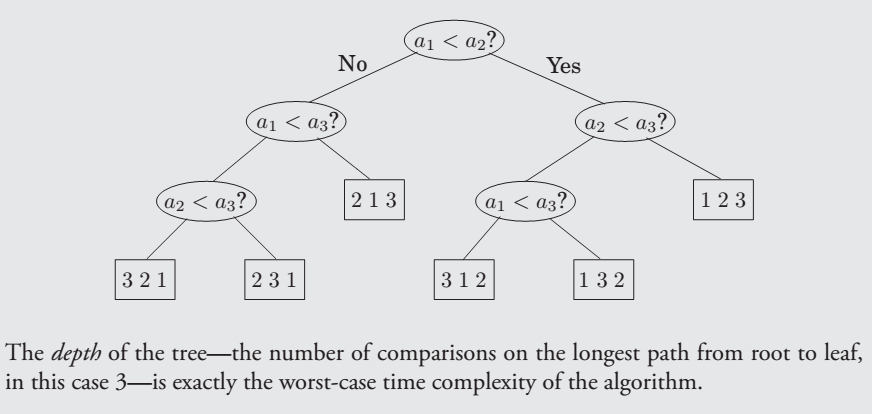 a₁ < a₂?
No
Yes
a₁ < a₃?
a₂ < a₃?
a₂ < a₃?
2 1 3
a₁ < a₃?
1 2 3
3 2 1
2 3 1
3 1 2
1 3 2
The depth of the tree—the number of comparisons on the longest path from root to leaf,
in this case 3—is exactly the worst-case time complexity of the algorithm.